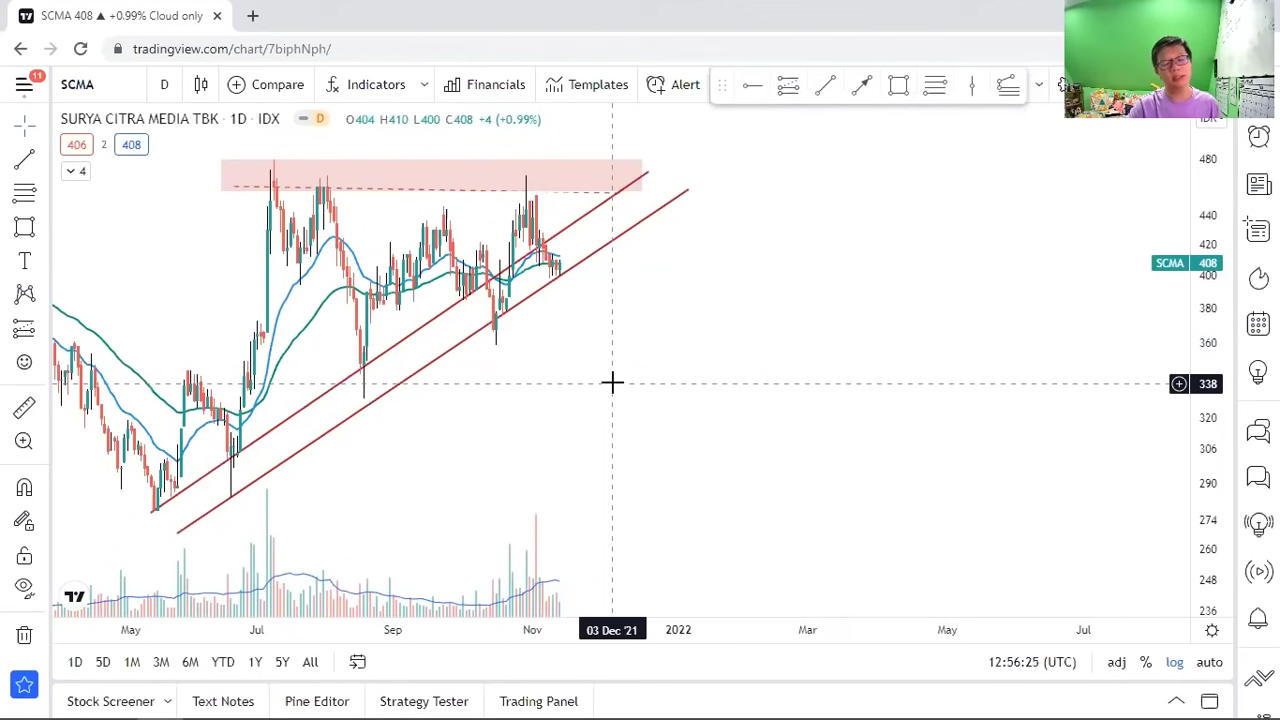 SCMA 408 ▲ +0.99% Cloud only
tradingview.com/chart/7biphNph/
11
SCMA
D
Compare
Indicators
Financials
Templates
Alert
SURYA CITRA MEDIA TBK · 1D · IDX
D
O404 H410 L400 C408 +4 (+0.99%)
406
2
408
4
480
440
420
SCMA 408
400
380
360
338
320
306
290
274
260
248
236
May
Jul
Sep
Nov
03 Dec '21
2022
Mar
May
Jul
1D
5D
1M
3M
6M
YTD
1Y
5Y
All
12:56:25 (UTC)
adj
%
log
auto
Stock Screener
Text Notes
Pine Editor
Strategy Tester
Trading Panel